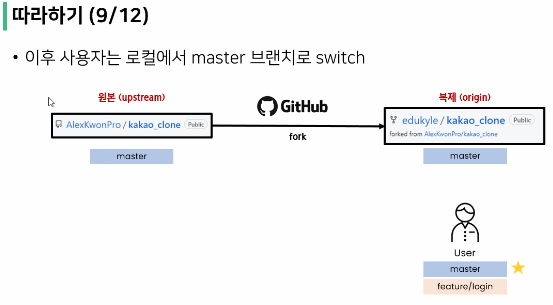 따라하기 (9/12)
• 이후 사용자는 로컬에서 master 브랜치로 switch
원본 (upstream)
복제 (origin)
GitHub
AlexKwonPro / kakao_clone Public
fork
edukyle / kakao_clone Public
forked from AlexKwonPro/kakao_clone
master
master
User
master
feature/login